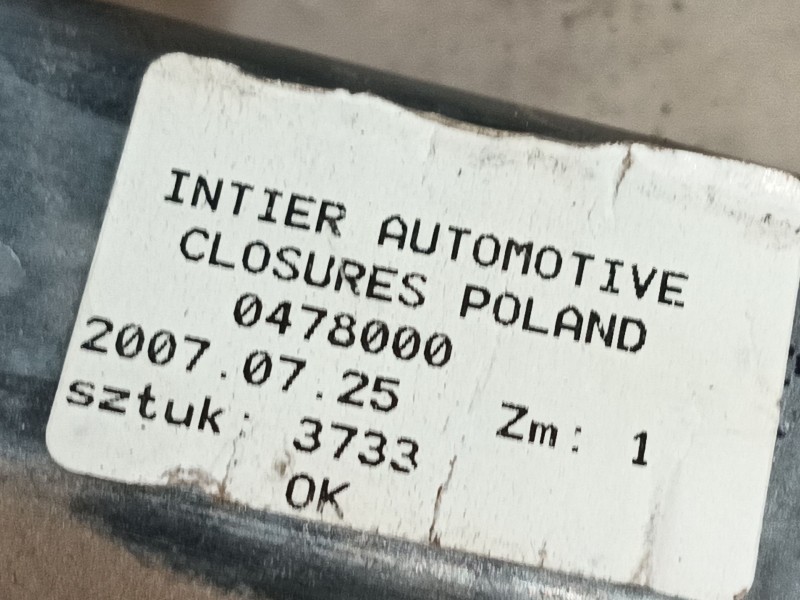 INTIER AUTOMOTIVE
CLOSURES POLAND
0478000
2007.07.25 Zm: 1
sztuk: 3733
OK